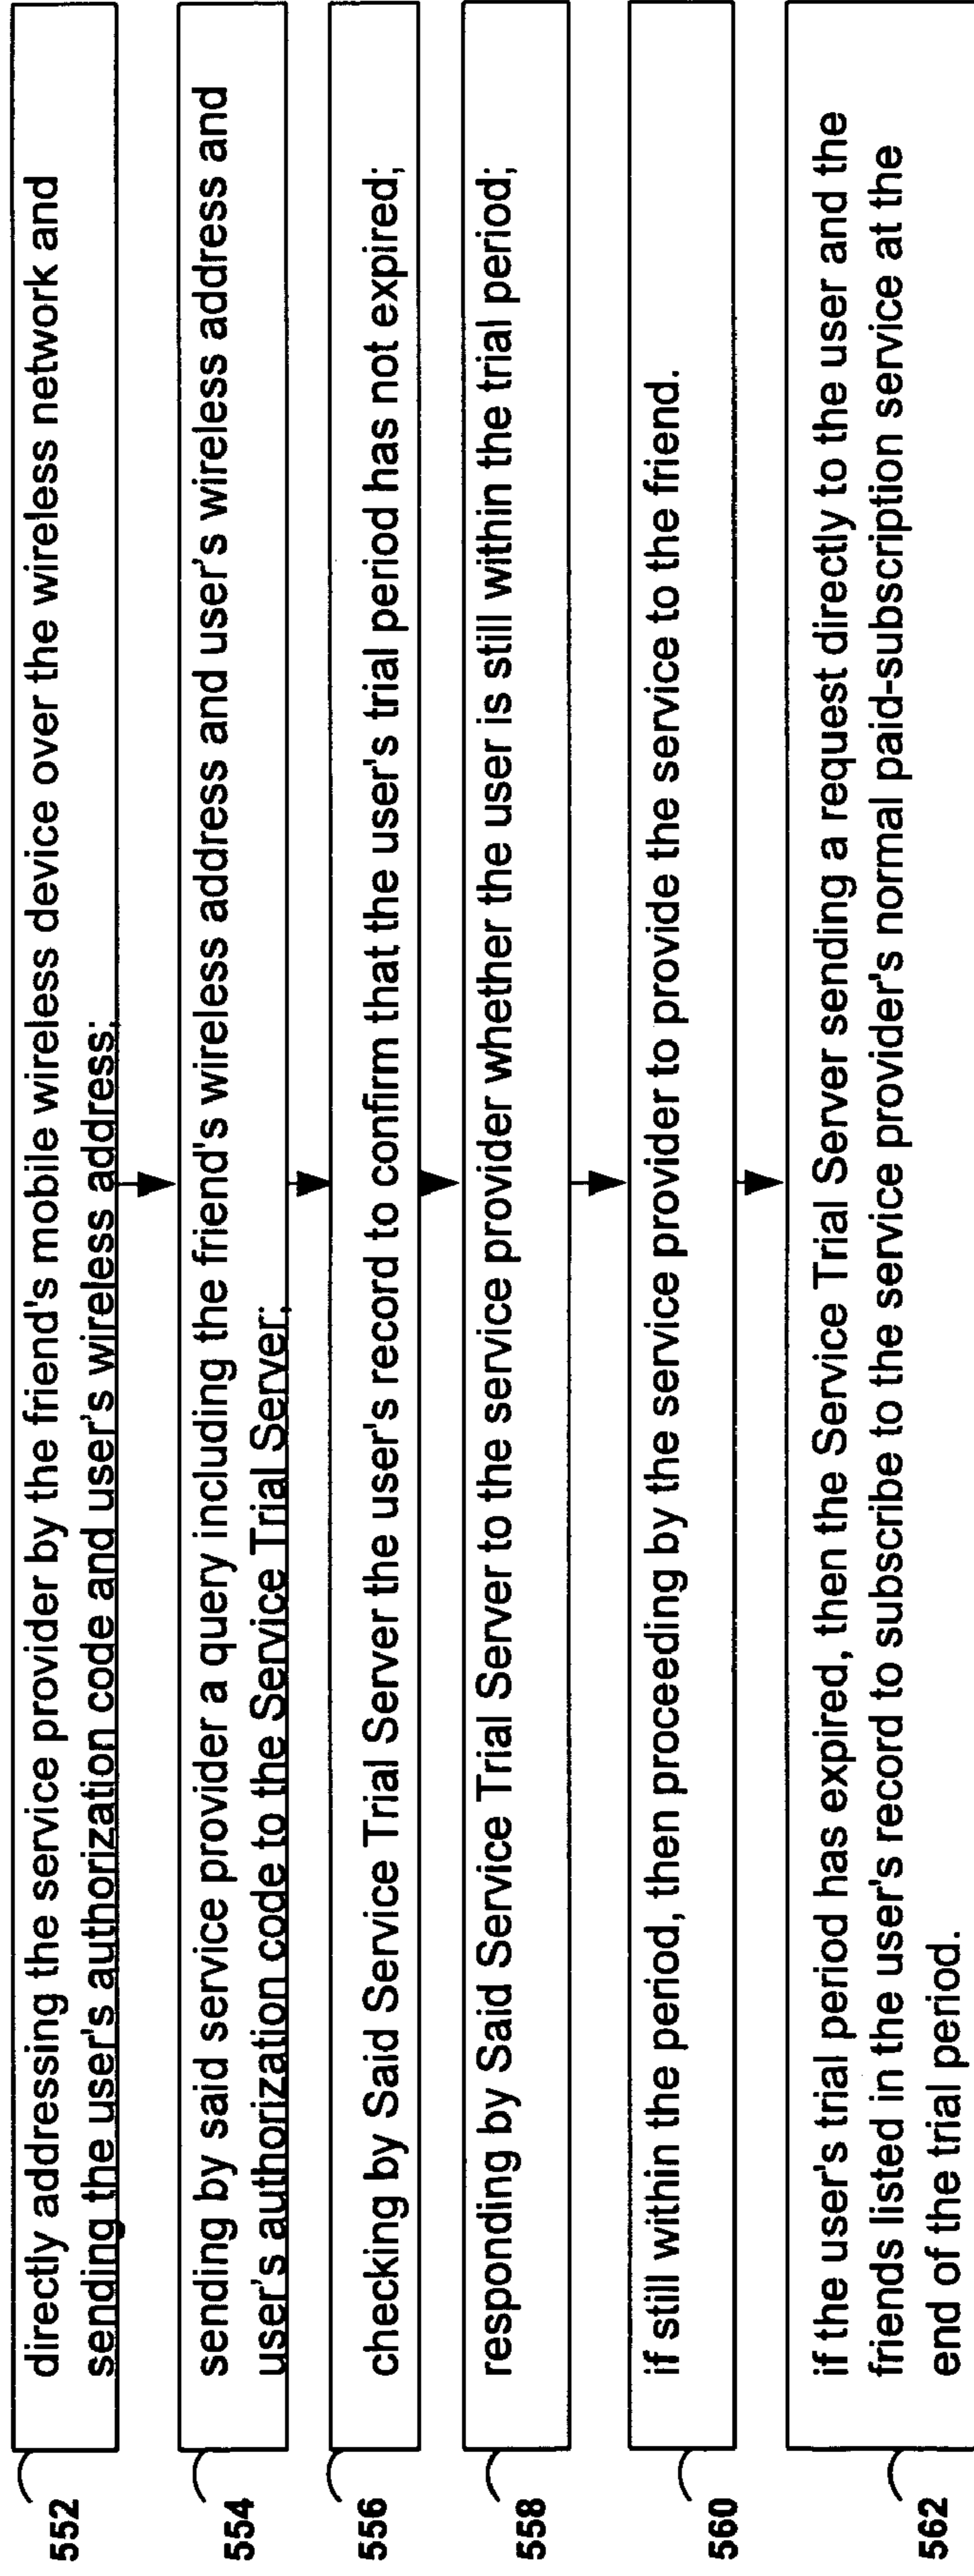 552
directly addressing the service provider by the friend's mobile wireless device over the wireless network and
sending the user's authorization code and user's wireless address;
554
sending by said service provider a query including the friend's wireless address and user's wireless address and
user's authorization code to the Service Trial Server;
556
checking by Said Service Trial Server the user's record to confirm that the user's trial period has not expired;
558
responding by Said Service Trial Server to the service provider whether the user is still within the trial period;
560
if still within the period, then proceeding by the service provider to provide the service to the friend.
562
if the user's trial period has expired, then the Service Trial Server sending a request directly to the user and the
friends listed in the user's record to subscribe to the service provider's normal paid-subscription service at the
end of the trial period.